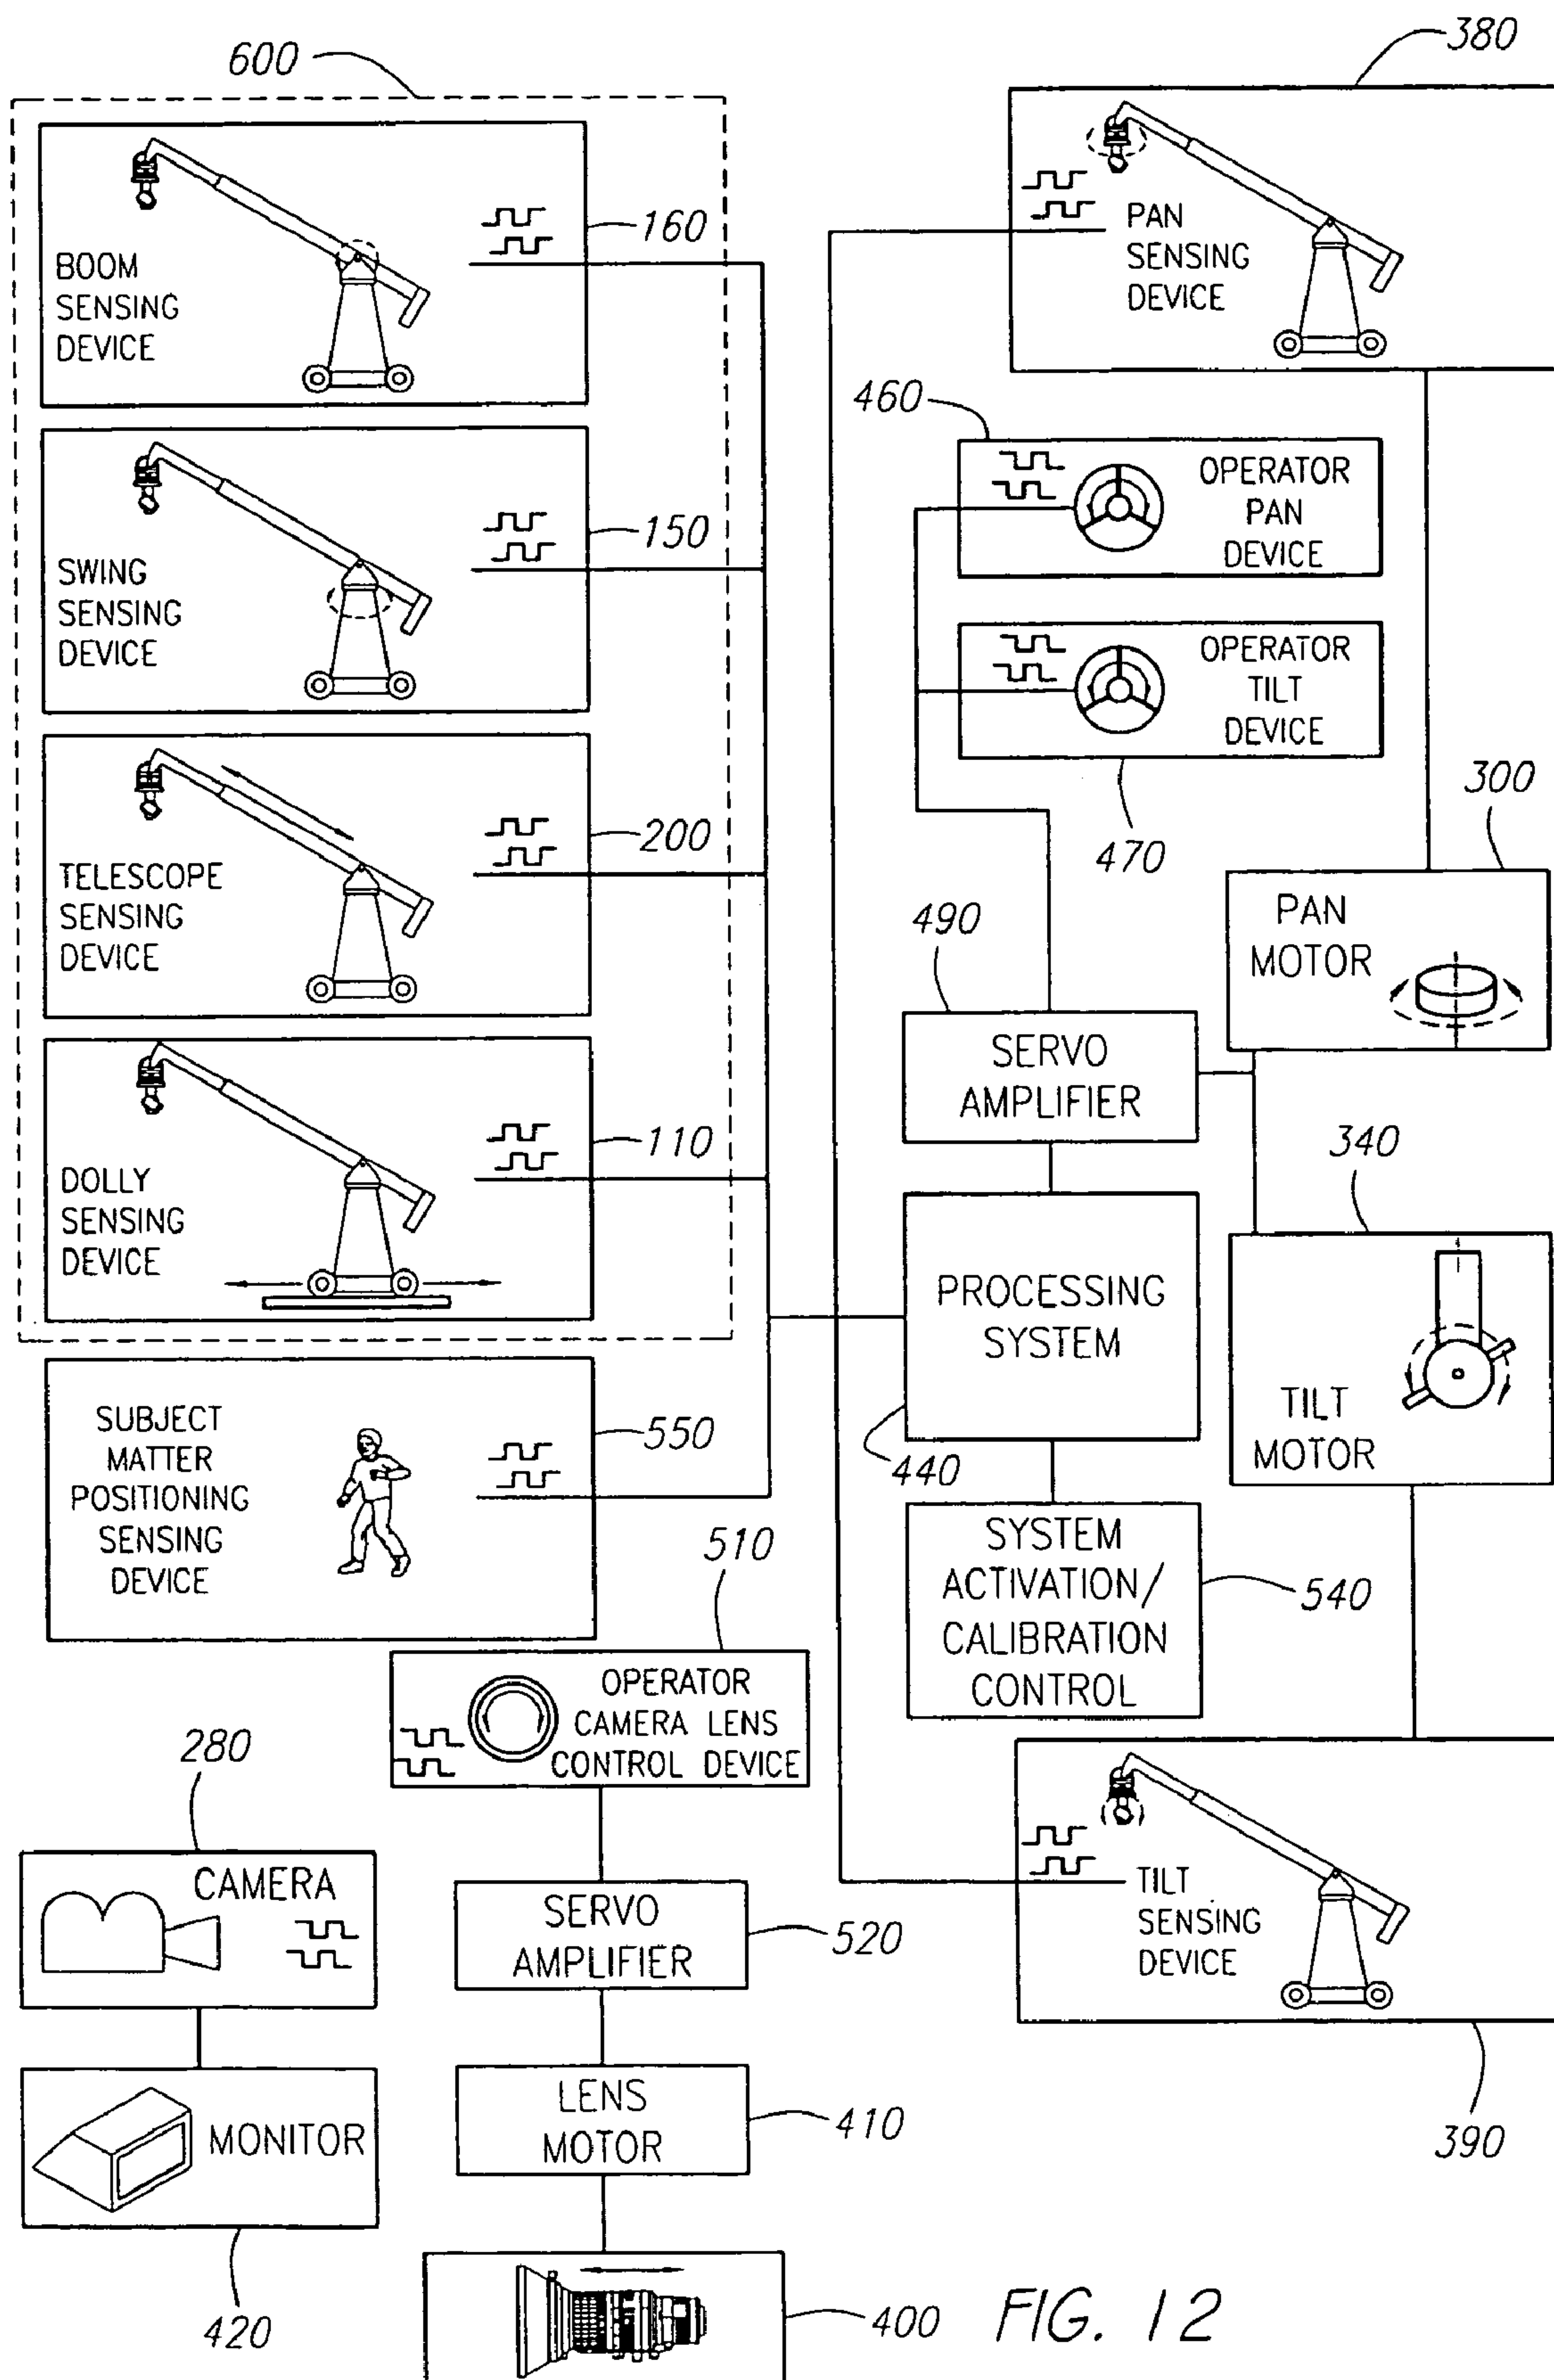 600
380
BOOM
SENSING
DEVICE
160
PAN
SENSING
DEVICE
SWING
SENSING
DEVICE
150
460
OPERATOR
PAN
DEVICE
OPERATOR
TILT
DEVICE
470
TELESCOPE
SENSING
DEVICE
200
300
PAN
MOTOR
490
SERVO
AMPLIFIER
DOLLY
SENSING
DEVICE
110
340
TILT
MOTOR
PROCESSING
SYSTEM
440
SUBJECT
MATTER
POSITIONING
SENSING
DEVICE
550
SYSTEM
ACTIVATION/
CALIBRATION
CONTROL
540
510
OPERATOR
CAMERA LENS
CONTROL DEVICE
280
CAMERA
SERVO
AMPLIFIER
520
TILT
SENSING
DEVICE
390
MONITOR
420
LENS
MOTOR
410
400
FIG. 12